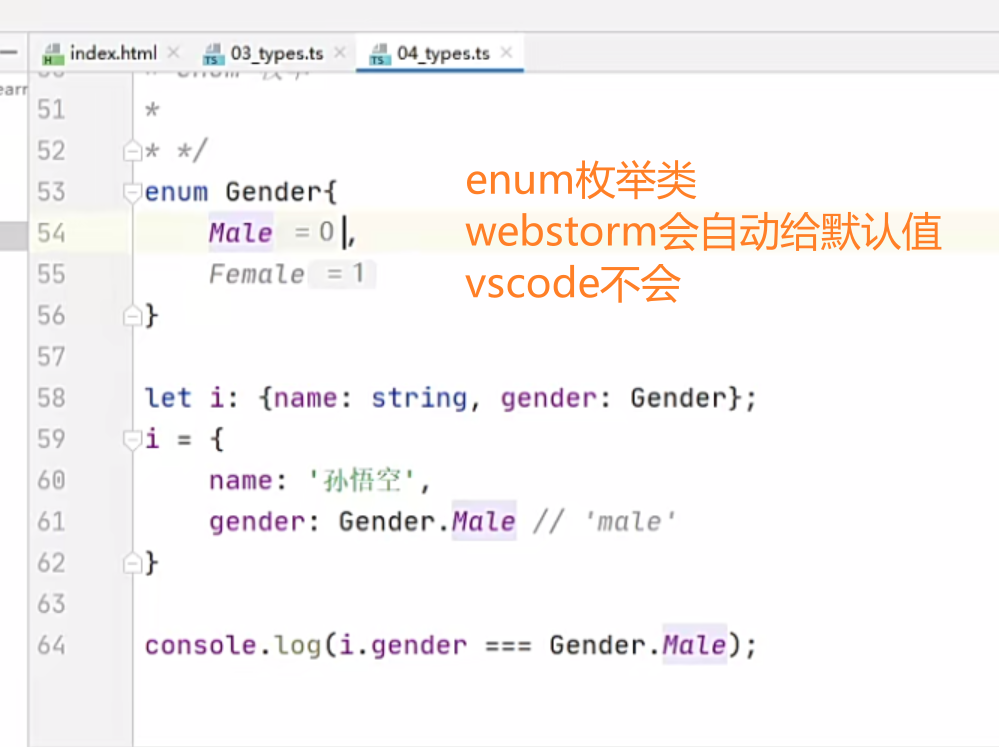 index.html
03_types.ts
04_types.ts
51 *
52 * */
53 enum Gender{
54 Male = 0 ,
55 Female = 1
56 }
57
58 let i: {name: string, gender: Gender};
59 i = {
60 name: '孙悟空',
61 gender: Gender.Male // 'male'
62 }
63
64 console.log(i.gender === Gender.Male);
enum枚举类
webstorm会自动给默认值
vscode不会